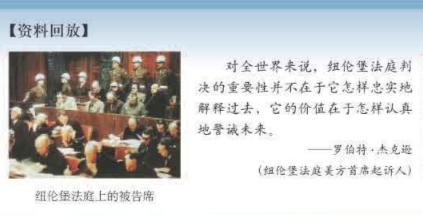 【资料回放】
对全世界来说，纽伦堡法庭判
决的重要性并不在于它怎样忠实地
解释过去，它的价值在于怎样认真
地警诫未来。
——罗伯特·杰克逊
（纽伦堡法庭美方首席起诉人）
纽伦堡法庭上的被告席